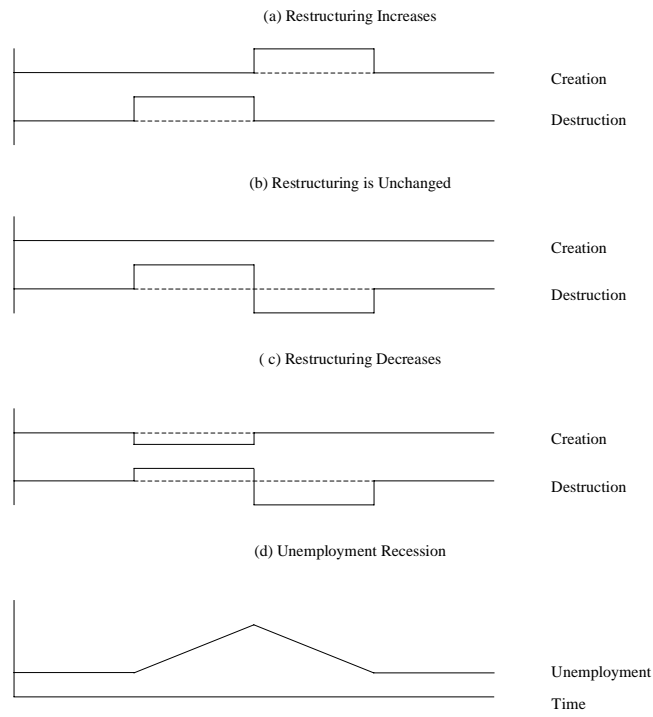 (a) Restructuring Increases
Creation
Destruction
(b) Restructuring is Unchanged
Creation
Destruction
( c) Restructuring Decreases
Creation
Destruction
(d) Unemployment Recession
Unemployment
Time